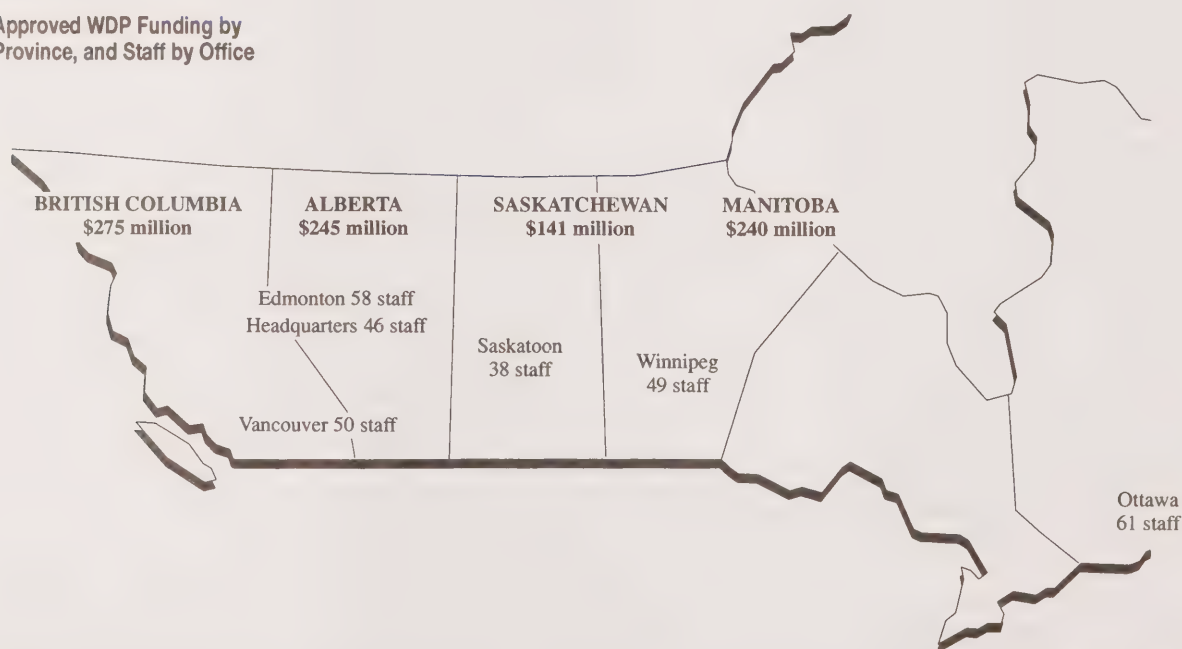 Approved WDP Funding by
Province, and Staff by Office
BRITISH COLUMBIA
$275 million
ALBERTA
$245 million
SASKATCHEWAN
$141 million
MANITOBA
$240 million
Edmonton 58 staff
Headquarters 46 staff
Saskatoon
38 staff
Winnipeg
49 staff
Vancouver 50 staff
Ottawa
61 staff